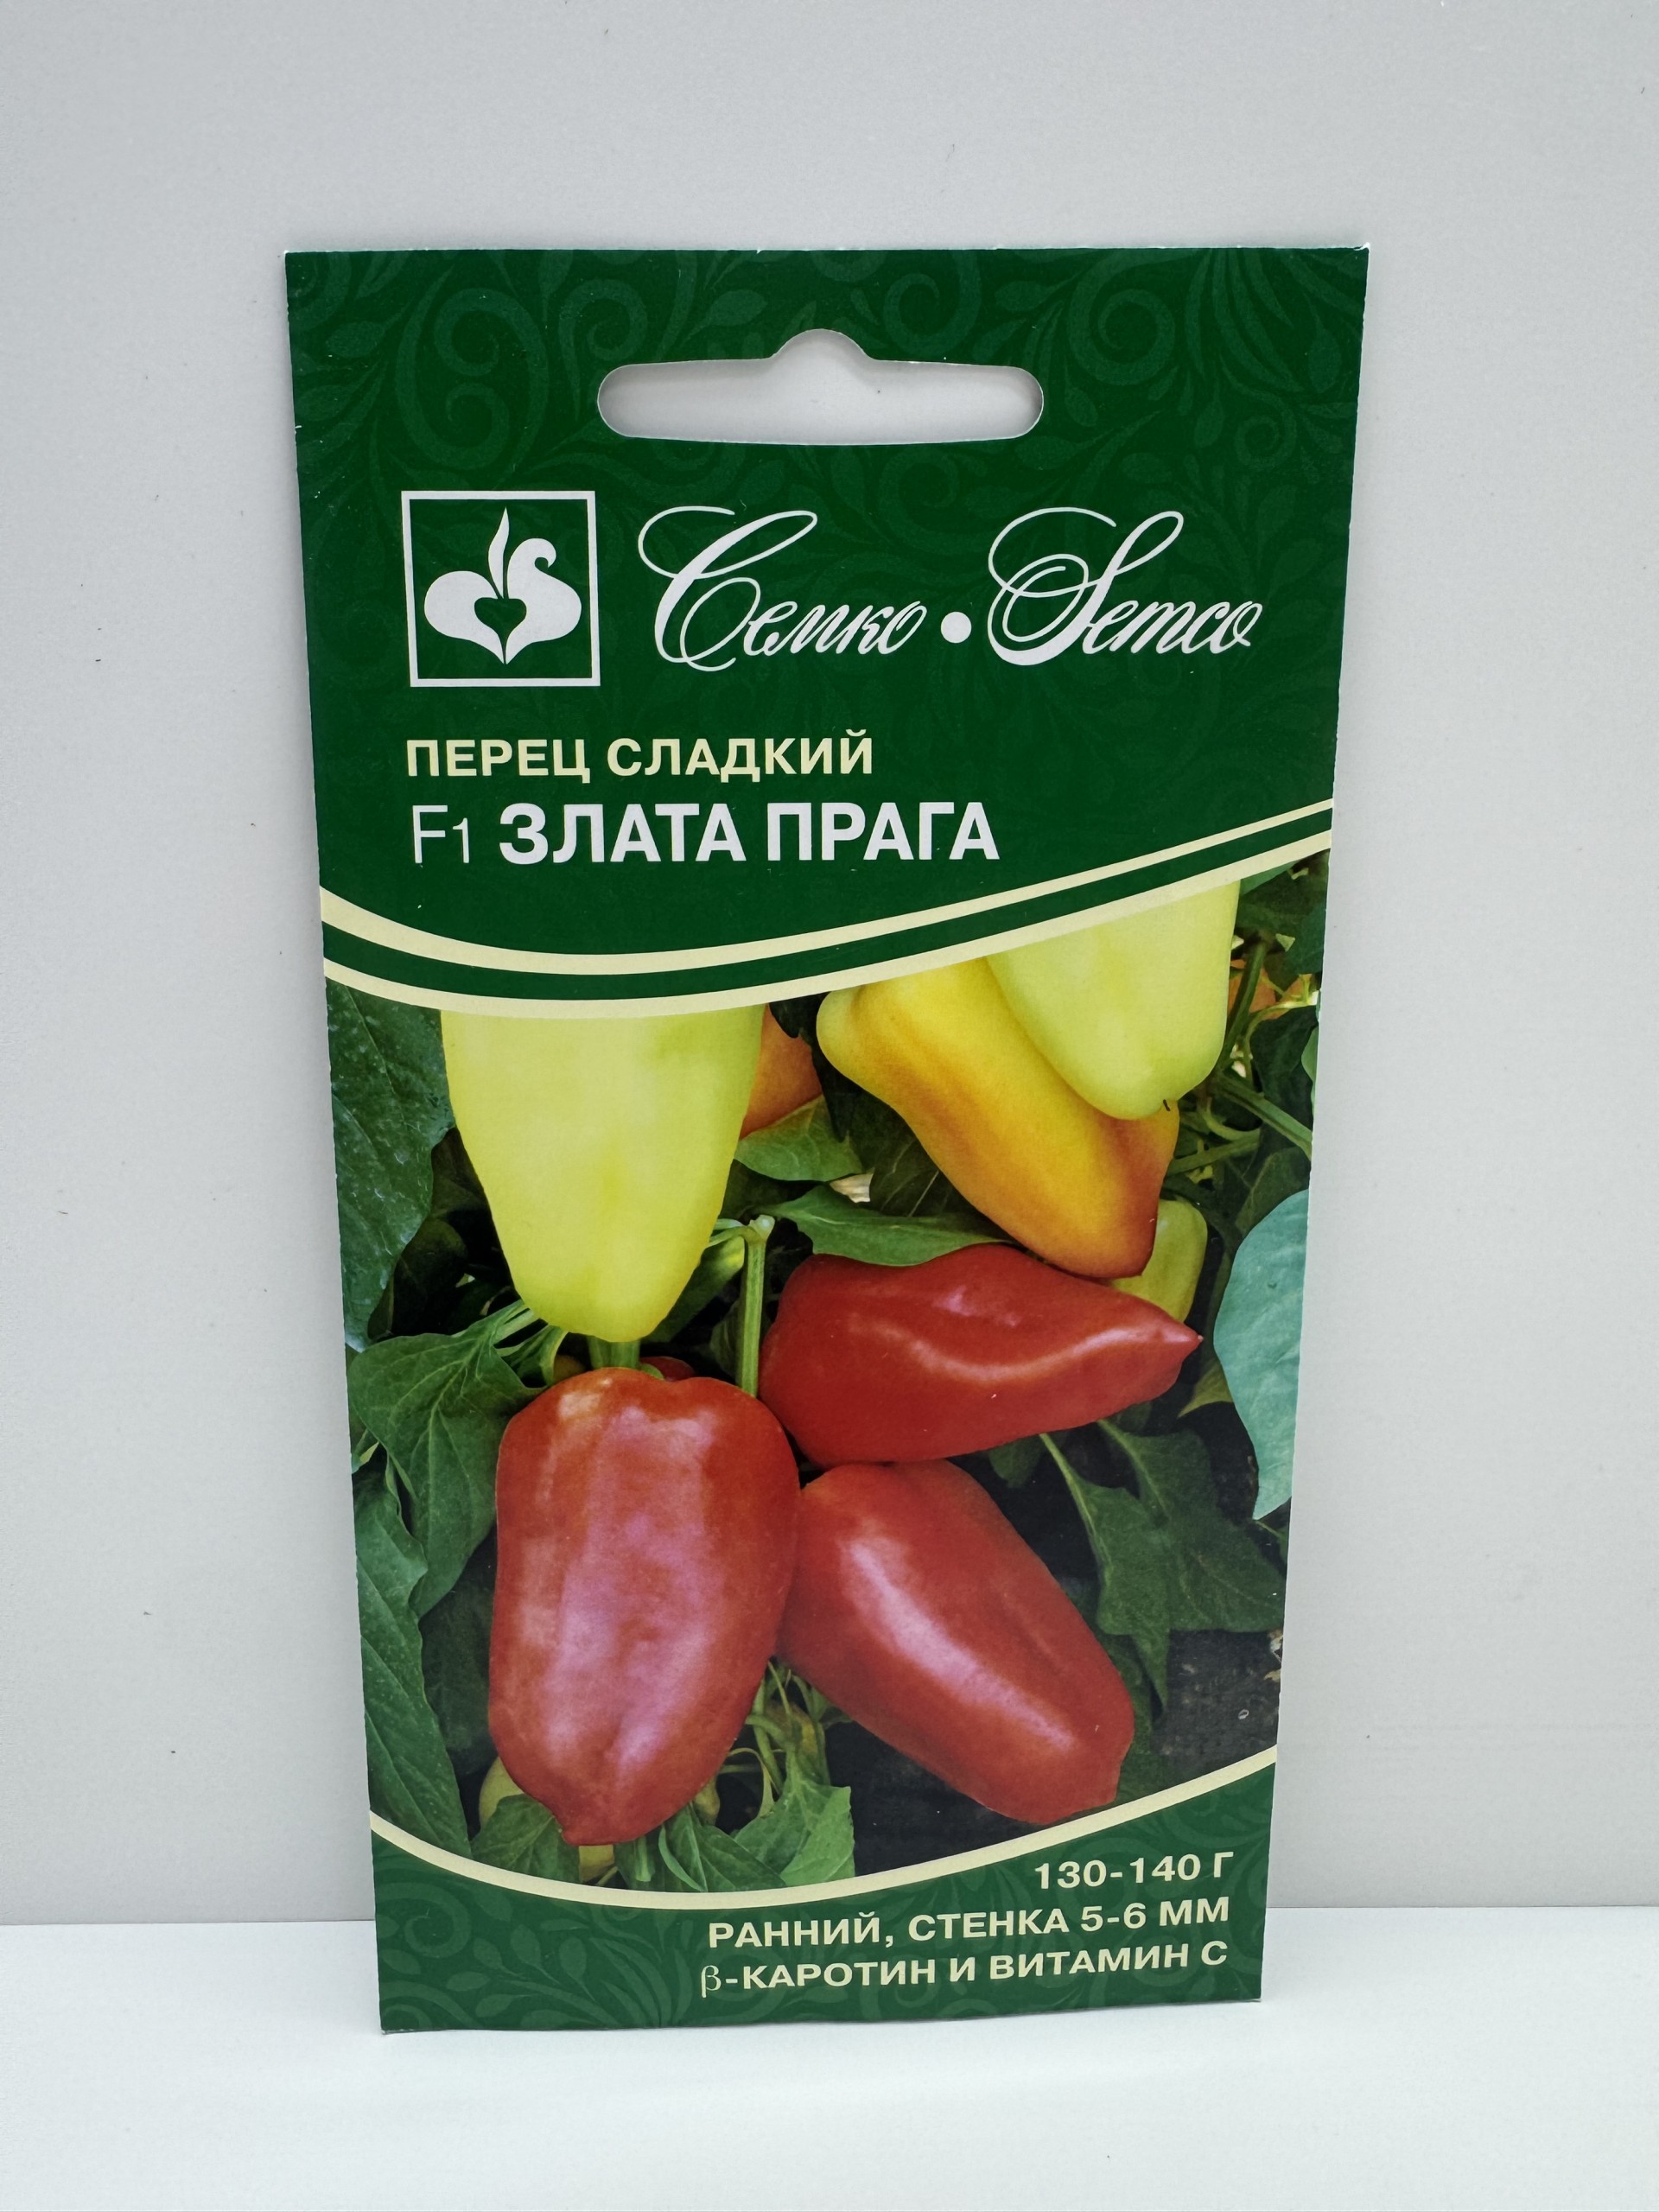 Семко • Semco
ПЕРЕЦ СЛАДКИЙ
F1 ЗЛАТА ПРАГА
130-140 Г
РАННИЙ, СТЕНКА 5-6 ММ
β-КАРОТИН И ВИТАМИН С